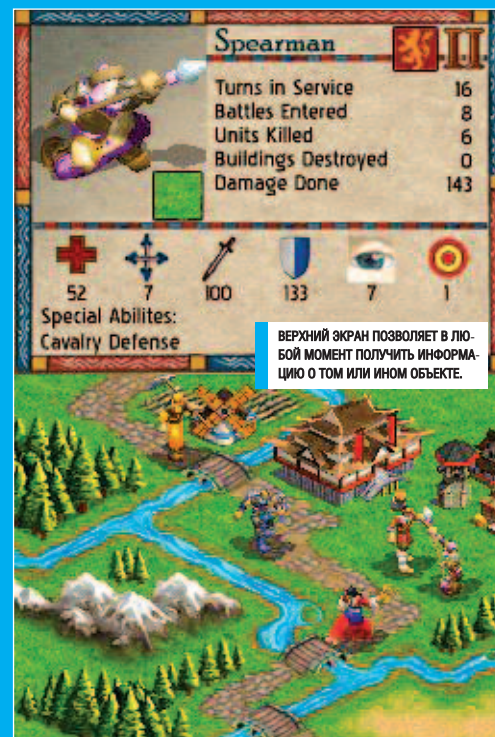 Spearman II
Turns in Service 16
Battles Entered 8
Units Killed 6
Buildings Destroyed 0
Damage Done 143
52 7 100 133 7 1
Special Abilites:
Cavalry Defense
ВЕРХНИЙ ЭКРАН ПОЗВОЛЯЕТ В ЛЮ-
БОЙ МОМЕНТ ПОЛУЧИТЬ ИНФОРМА-
ЦИЮ О ТОМ ИЛИ ИНОМ ОБЪЕКТЕ.